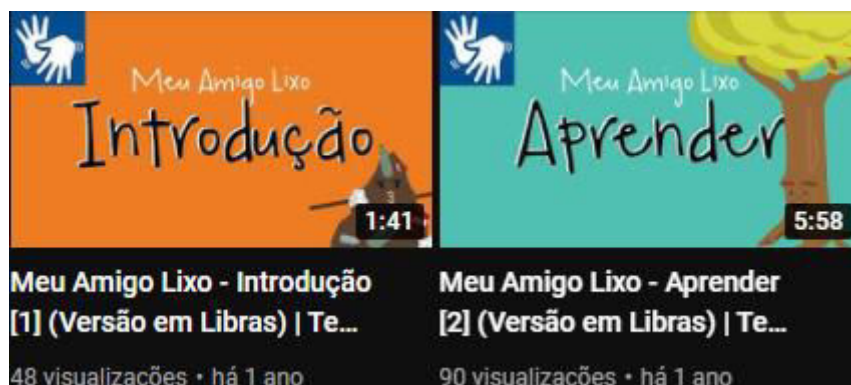 Meu Amigo Lixo
Introdução
1:41
Meu Amigo Lixo - Introdução
[1] (Versão em Libras) | Te...
48 visualizações • há 1 ano
Meu Amigo Lixo
Aprender
5:58
Meu Amigo Lixo - Aprender
[2] (Versão em Libras) | Te...
90 visualizações • há 1 ano